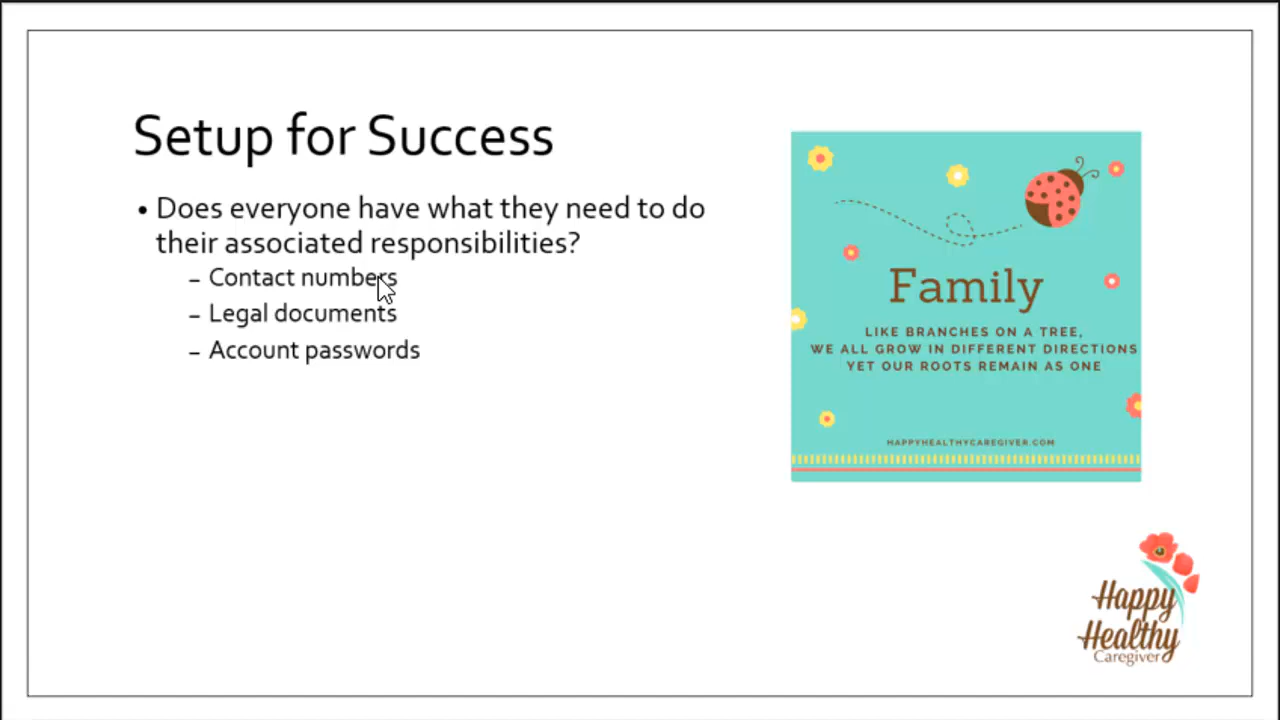 Setup for Success
• Does everyone have what they need to do
their associated responsibilities?
– Contact numbers
– Legal documents
– Account passwords
Family
LIKE BRANCHES ON A TREE,
WE ALL GROW IN DIFFERENT DIRECTIONS
YET OUR ROOTS REMAIN AS ONE
HAPPYHEALTHYCAREGIVER.COM
Happy
Healthy
Caregiver